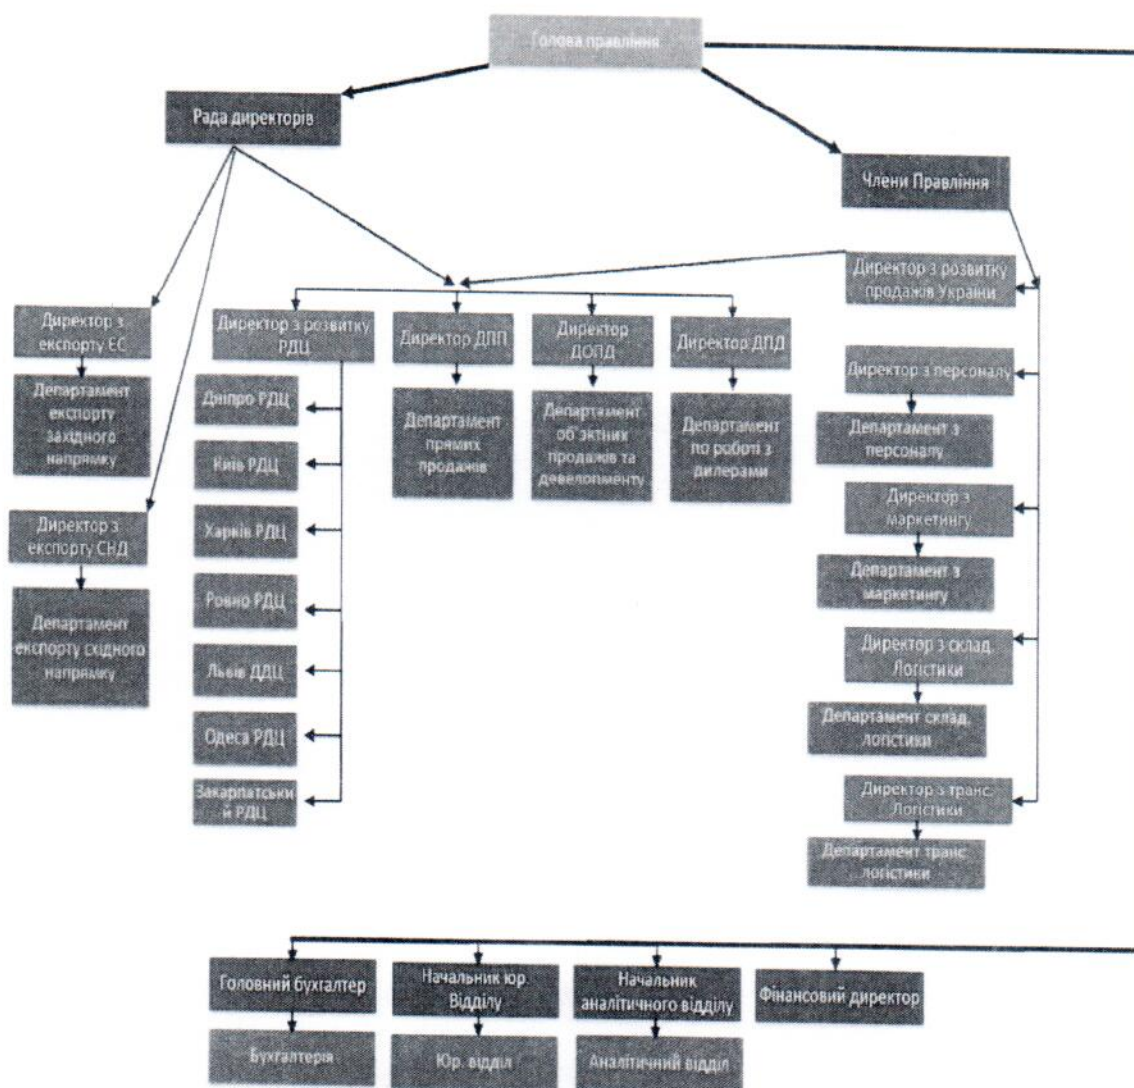 Голова правління
Рада директорів
Члени Правління
Директор з розвитку
продажів України
Директор з
експорту ЕС
Директор з розвитку
РДЦ
Директор ДПП
Директор
ДОПД
Директор ДПД
Директор з персоналу
Департамент
експорту
західного
напрямку
Дніпро РДЦ
Департамент
прямих
продажів
Департамент
об'эктних
продажів та
девелопменту
Департамент
по роботі з
дилерами
Департамент з
персоналу
Київ РДЦ
Директор з
маркетингу
Директор з
експорту СНД
Харків РДЦ
Департамент з
маркетингу
Департамент
експорту східного
напрямку
Ровно РДЦ
Директор з склад.
Логістики
Львів ДДЦ
Департамент склад.
логістики
Одеса РДЦ
Закарпатськи
й РДЦ
Директор з транс.
Логістики
Департамент транс.
логістики
Головний бухгалтер
Начальник юр.
Відділу
Начальник
аналітичного відділу
Фінансовий директор
Бухгалтерія
Юр. відділ
Аналітичний відділ